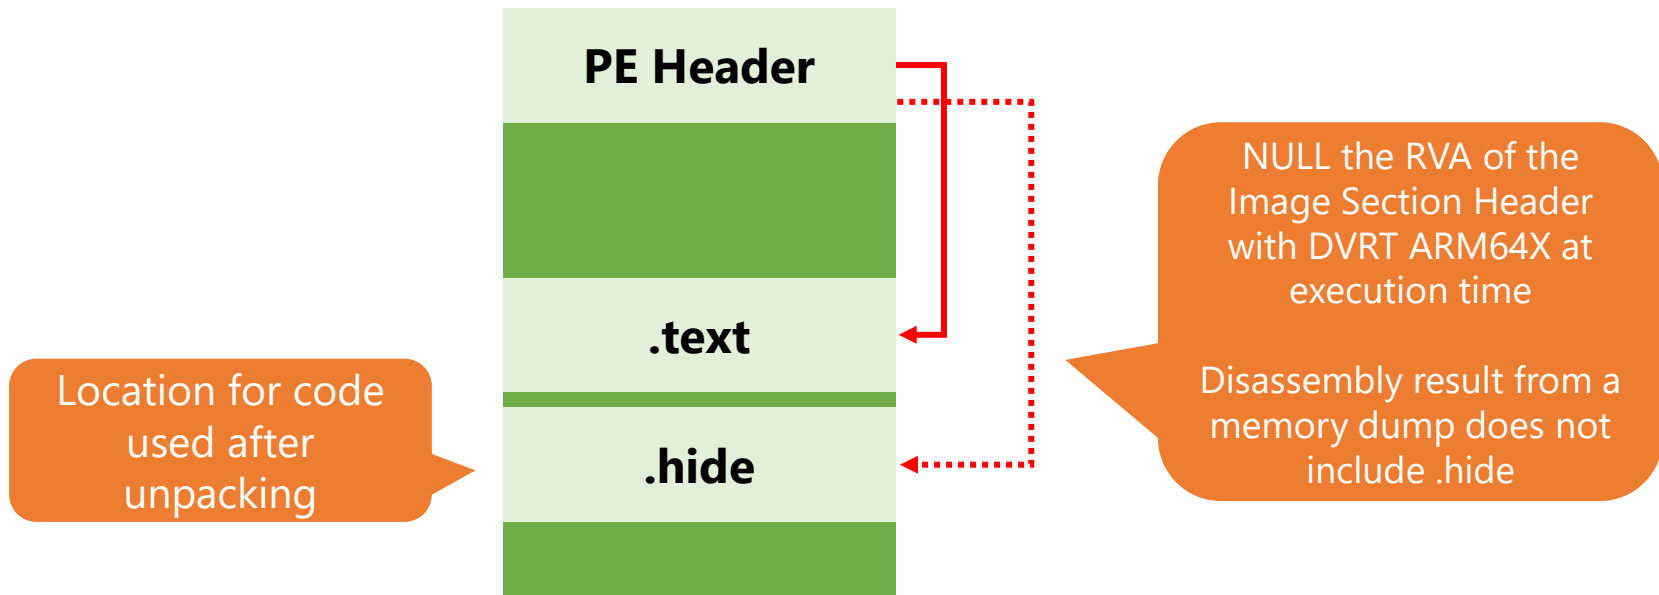 PE Header
.text
.hide
Location for code
used after
unpacking
NULL the RVA of the
Image Section Header
with DVRT ARM64X at
execution time
Disassembly result from a
memory dump does not
include .hide